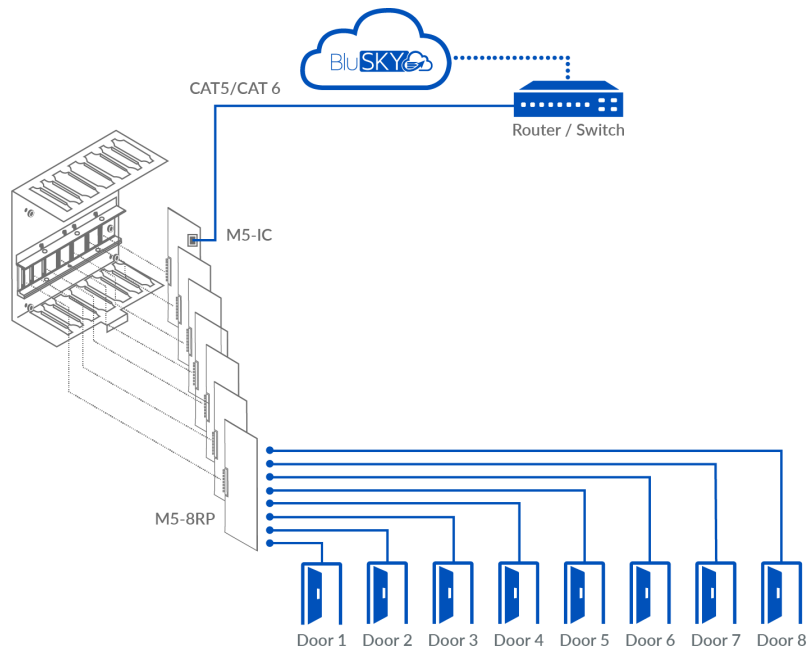 BluSKY
CAT5/CAT 6
Router / Switch
M5-IC
M5-8RP
Door 1 Door 2 Door 3 Door 4 Door 5 Door 6 Door 7 Door 8